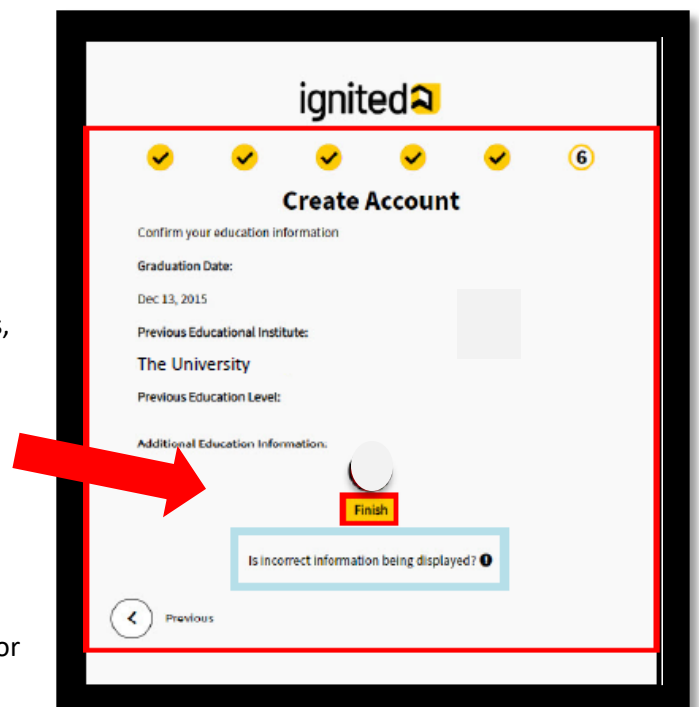 ignited
6
Create Account
Confirm your education information
Graduation Date:
Dec 13, 2015
Previous Educational Institute:
The University
Previous Education Level:
Additional Education Information:
Finish
Is incorrect information being displayed?
Previous
s,
or